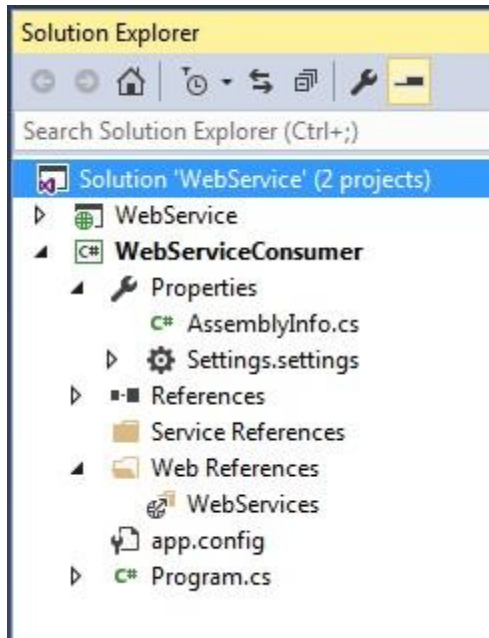 Solution Explorer
Search Solution Explorer (Ctrl+;)
Solution 'WebService' (2 projects)
WebService
C# WebServiceConsumer
Properties
C# AssemblyInfo.cs
Settings.settings
References
Service References
Web References
WebServices
app.config
C# Program.cs